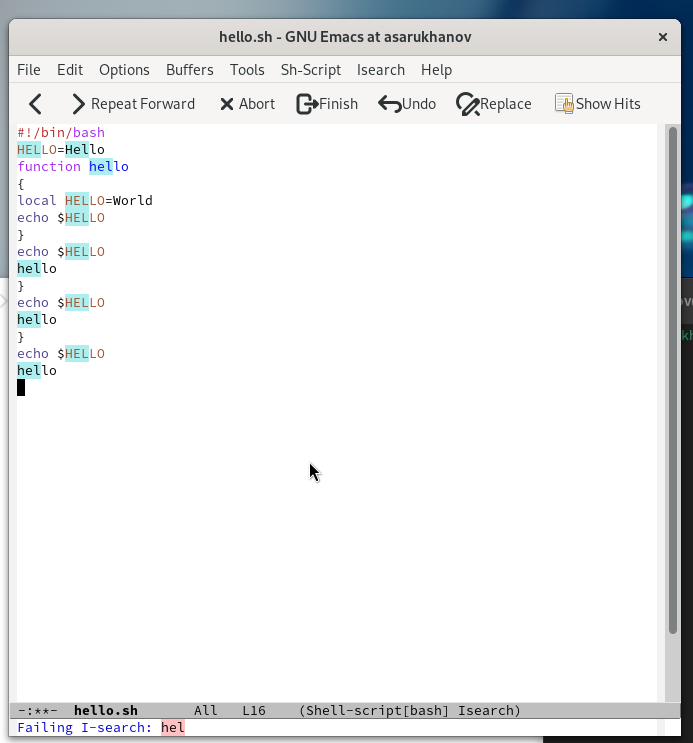 hello.sh - GNU Emacs at asarukhanov ×
File Edit Options Buffers Tools Sh-Script Isearch Help
Repeat Forward Abort Finish Undo Replace Show Hits
#!/bin/bash
HELLO=Hello
function hello
{
local HELLO=World
echo $HELLO
}
echo $HELLO
hello
}
echo $HELLO
hello
}
echo $HELLO
hello
-:**- hello.sh All L16 (Shell-script[bash] Isearch)
Failing I-search: hel